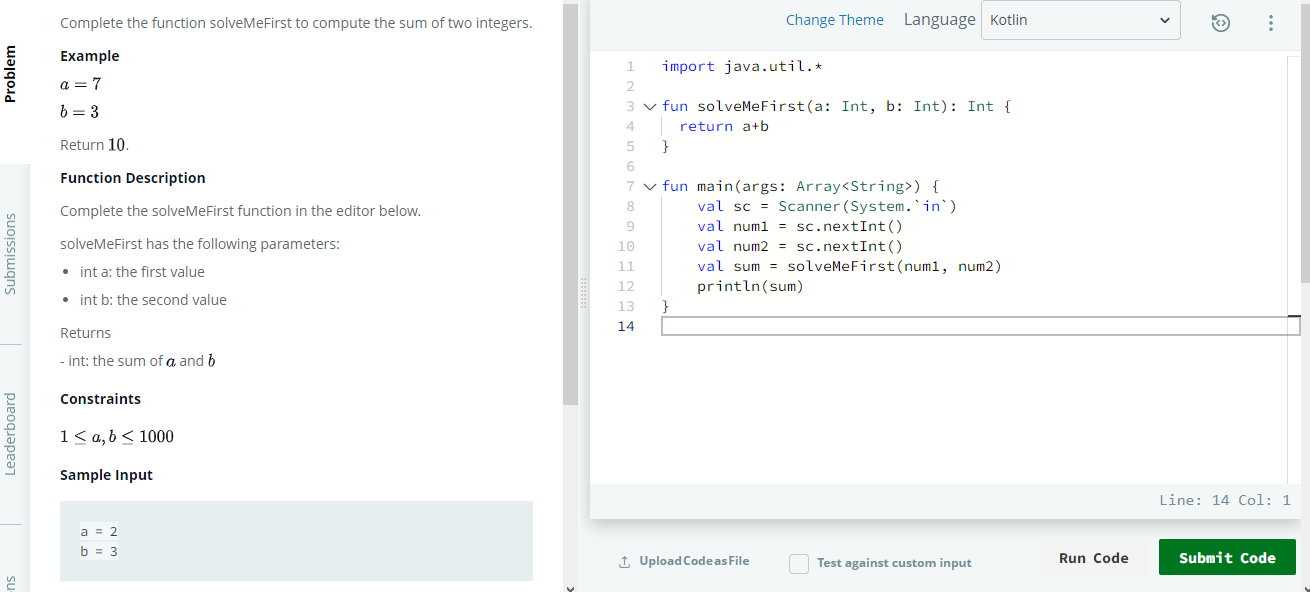 Complete the function solveMeFirst to compute the sum of two integers.
Example
a = 7
b = 3
Return 10.
Function Description
Complete the solveMeFirst function in the editor below.
solveMeFirst has the following parameters:
• int a: the first value
• int b: the second value
Returns
- int: the sum of a and b
Constraints
1 ≤ a, b ≤ 1000
Sample Input
a = 2
b = 3
Problem
Submissions
Leaderboard
Change Theme Language Kotlin
1 import java.util.*
2
3 fun solveMeFirst(a: Int, b: Int): Int {
4 return a+b
5 }
6
7 fun main(args: Array<String>) {
8 val sc = Scanner(System.`in`)
9 val num1 = sc.nextInt()
10 val num2 = sc.nextInt()
11 val sum = solveMeFirst(num1, num2)
12 println(sum)
13 }
14
Line: 14 Col: 1
Upload Code as File Test against custom input Run Code Submit Code